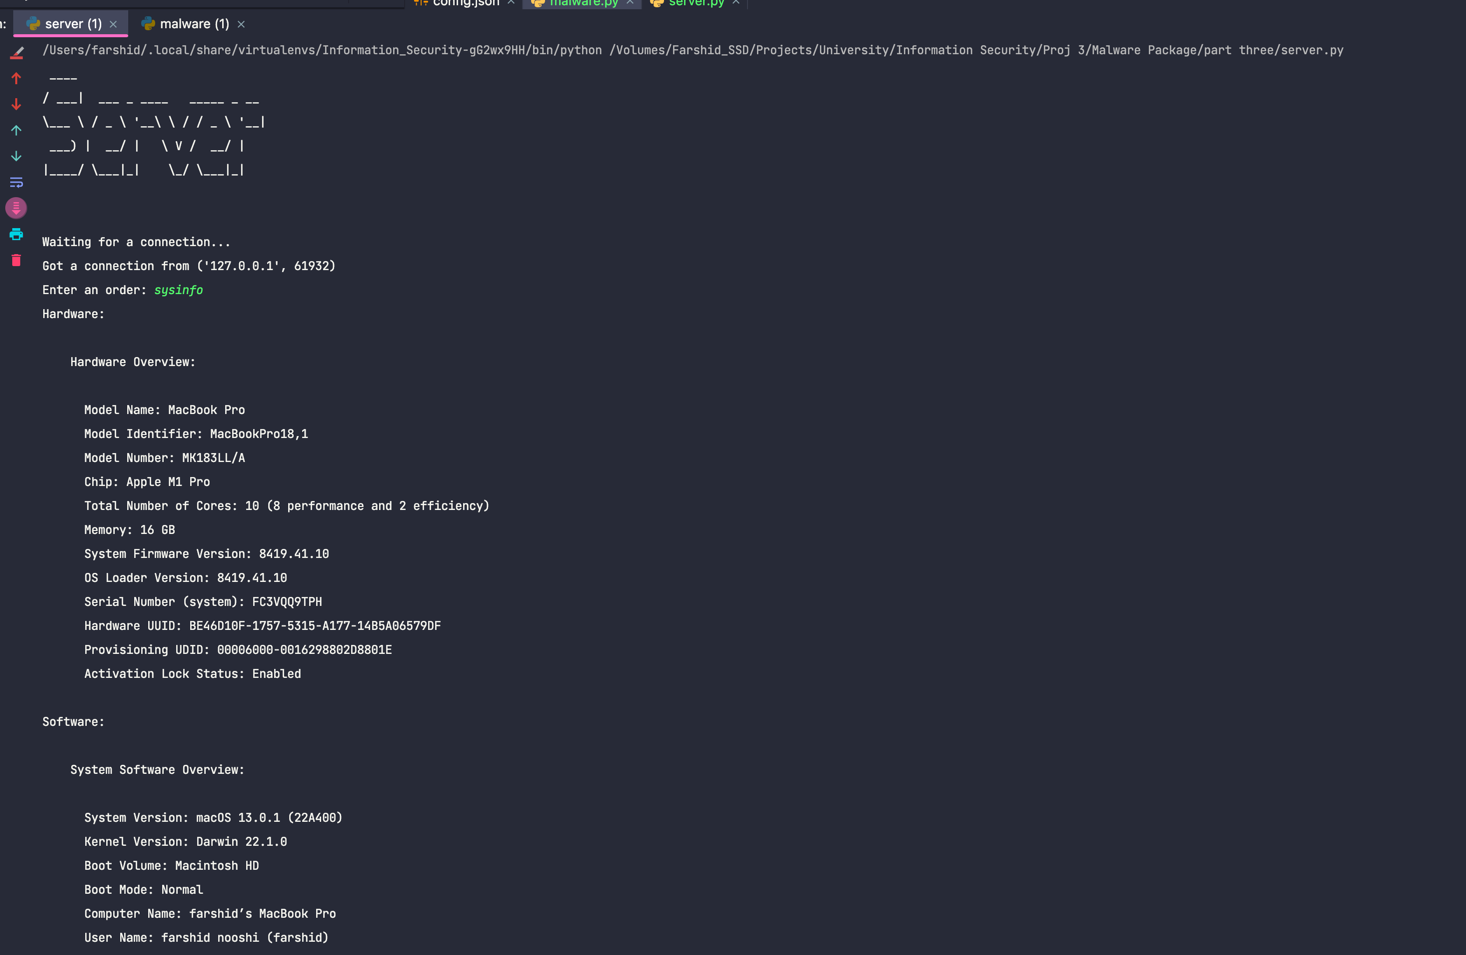 config.json × malware.py × server.py ×
n: server (1) × malware (1) ×
/Users/farshid/.local/share/virtualenvs/Information_Security-gG2wx9HH/bin/python /Volumes/Farshid_SSD/Projects/University/Information Security/Proj 3/Malware Package/part three/server.py
 ____
/ ___|  ___ _ ____   _____ _ __
\___ \ / _ \ '__\ \ / / _ \ '__|
 ___) |  __/ |   \ V /  __/ |
|____/ \___|_|    \_/ \___|_|
Waiting for a connection...
Got a connection from ('127.0.0.1', 61932)
Enter an order: sysinfo
Hardware:
Hardware Overview:
Model Name: MacBook Pro
Model Identifier: MacBookPro18,1
Model Number: MK183LL/A
Chip: Apple M1 Pro
Total Number of Cores: 10 (8 performance and 2 efficiency)
Memory: 16 GB
System Firmware Version: 8419.41.10
OS Loader Version: 8419.41.10
Serial Number (system): FC3VQQ9TPH
Hardware UUID: BE46D10F-1757-5315-A177-14B5A06579DF
Provisioning UDID: 00006000-0016298802D8801E
Activation Lock Status: Enabled
Software:
System Software Overview:
System Version: macOS 13.0.1 (22A400)
Kernel Version: Darwin 22.1.0
Boot Volume: Macintosh HD
Boot Mode: Normal
Computer Name: farshid’s MacBook Pro
User Name: farshid nooshi (farshid)